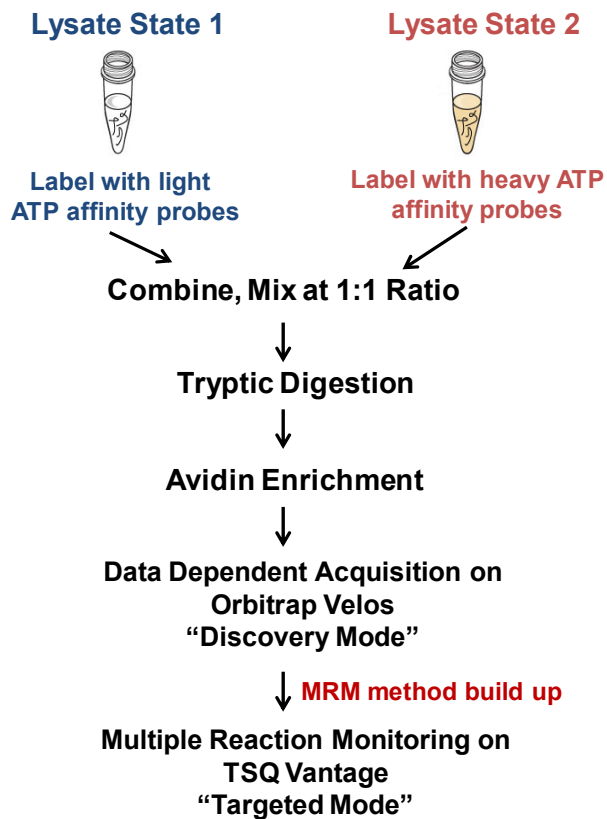 Lysate State 1
Lysate State 2
Label with light
ATP affinity probes
Label with heavy ATP
affinity probes
Combine, Mix at 1:1 Ratio
Tryptic Digestion
Avidin Enrichment
Data Dependent Acquisition on
Orbitrap Velos
“Discovery Mode”
MRM method build up
Multiple Reaction Monitoring on
TSQ Vantage
“Targeted Mode”